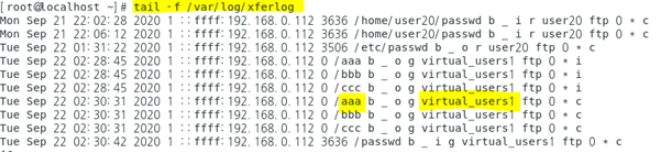 [root@localhost ~]# tail -f /var/log/xferlog
Mon Sep 21 22:02:28 2020 1 ::ffff:192.168.0.112 3636 /home/user20/passwd b _ i r user20 ftp 0 * c
Mon Sep 21 22:06:12 2020 1 ::ffff:192.168.0.112 3636 /home/user20/passwd b _ o r user20 ftp 0 * c
Tue Sep 22 01:31:22 2020 1 ::ffff:192.168.0.112 3506 /etc/passwd b _ o r user20 ftp 0 * c
Tue Sep 22 02:28:45 2020 1 ::ffff:192.168.0.112 0 /aaa b _ o g virtual_users1 ftp 0 * i
Tue Sep 22 02:28:45 2020 1 ::ffff:192.168.0.112 0 /bbb b _ o g virtual_users1 ftp 0 * i
Tue Sep 22 02:28:45 2020 1 ::ffff:192.168.0.112 0 /ccc b _ o g virtual_users1 ftp 0 * i
Tue Sep 22 02:30:31 2020 1 ::ffff:192.168.0.112 0 /aaa b _ o g virtual_users1 ftp 0 * c
Tue Sep 22 02:30:31 2020 1 ::ffff:192.168.0.112 0 /bbb b _ o g virtual_users1 ftp 0 * c
Tue Sep 22 02:30:31 2020 1 ::ffff:192.168.0.112 0 /ccc b _ o g virtual_users1 ftp 0 * c
Tue Sep 22 02:30:42 2020 1 ::ffff:192.168.0.112 3636 /passwd b _ i g virtual_users1 ftp 0 * c